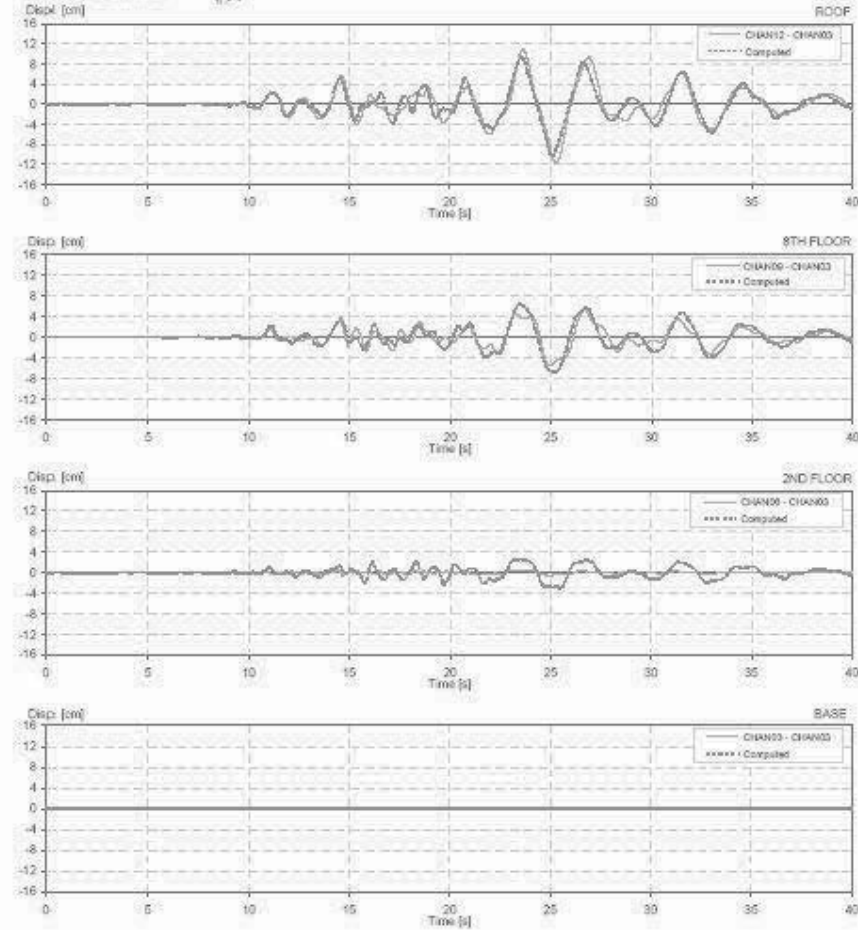 Displ. [cm] ROOF
16
12
8
4
0
-4
-8
-12
-16
CHAN12 - CHAN03
Computed
0 5 10 15 20 25 30 35 40
Time [s]
Disp. [cm] 8TH FLOOR
16
12
8
4
0
-4
-8
-12
-16
CHAN09 - CHAN03
Computed
0 5 10 15 20 25 30 35 40
Time [s]
Disp. [cm] 2ND FLOOR
16
12
8
4
0
-4
-8
-12
-16
CHAN06 - CHAN03
Computed
0 5 10 15 20 25 30 35 40
Time [s]
Disp. [cm] BASE
16
12
8
4
0
-4
-8
-12
-16
CHAN03 - CHAN03
Computed
0 5 10 15 20 25 30 35 40
Time [s]